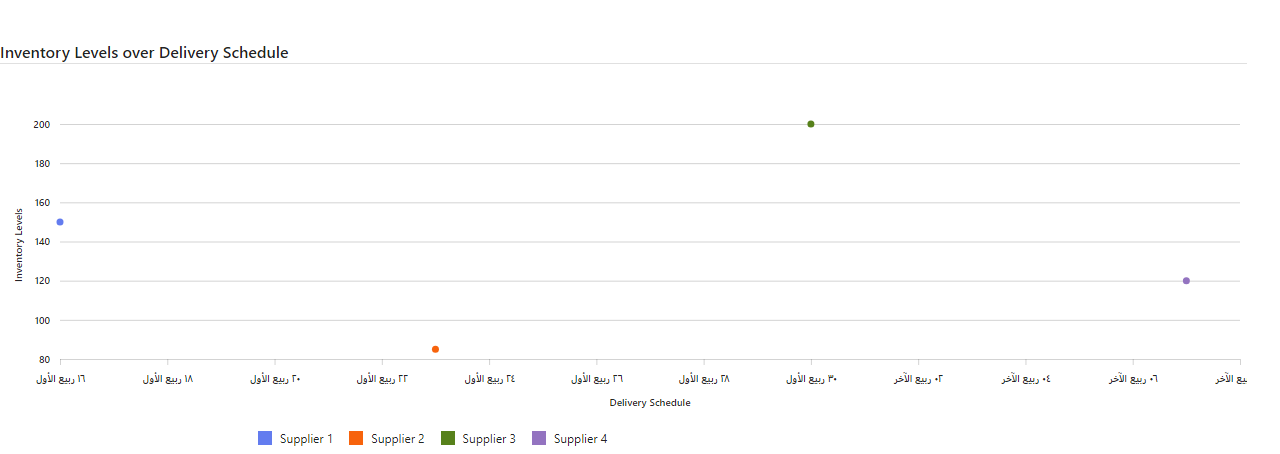 Inventory Levels over Delivery Schedule
200
180
160
140
120
100
80
Inventory Levels
١٦ ربيع الأول
١٨ ربيع الأول
٢٠ ربيع الأول
٢٢ ربيع الأول
٢٤ ربيع الأول
٢٦ ربيع الأول
٢٨ ربيع الأول
٣٠ ربيع الأول
٠٢ ربيع الآخر
٠٤ ربيع الآخر
٠٦ ربيع الآخر
الآخر
Delivery Schedule
Supplier 1
Supplier 2
Supplier 3
Supplier 4